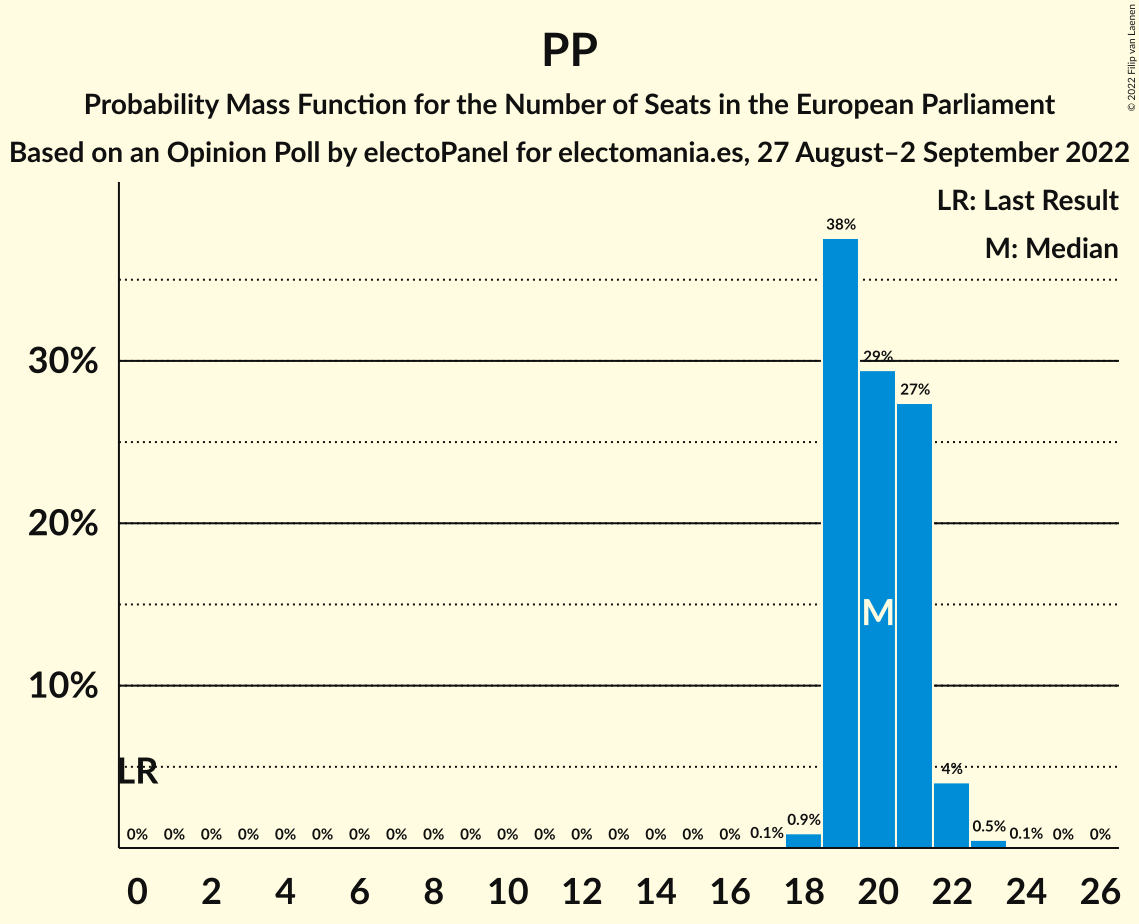 PP
Probability Mass Function for the Number of Seats in the European Parliament
Based on an Opinion Poll by electoPanel for electomania.es, 27 August–2 September 2022
© 2022 Filip van Laenen
LR: Last Result
M: Median
30%
20%
10%
LR
M
0% 0% 0% 0% 0% 0% 0% 0% 0% 0% 0% 0% 0% 0% 0% 0% 0% 0.1% 0.9% 38% 29% 27% 4% 0.5% 0.1% 0% 0%
0 2 4 6 8 10 12 14 16 18 20 22 24 26